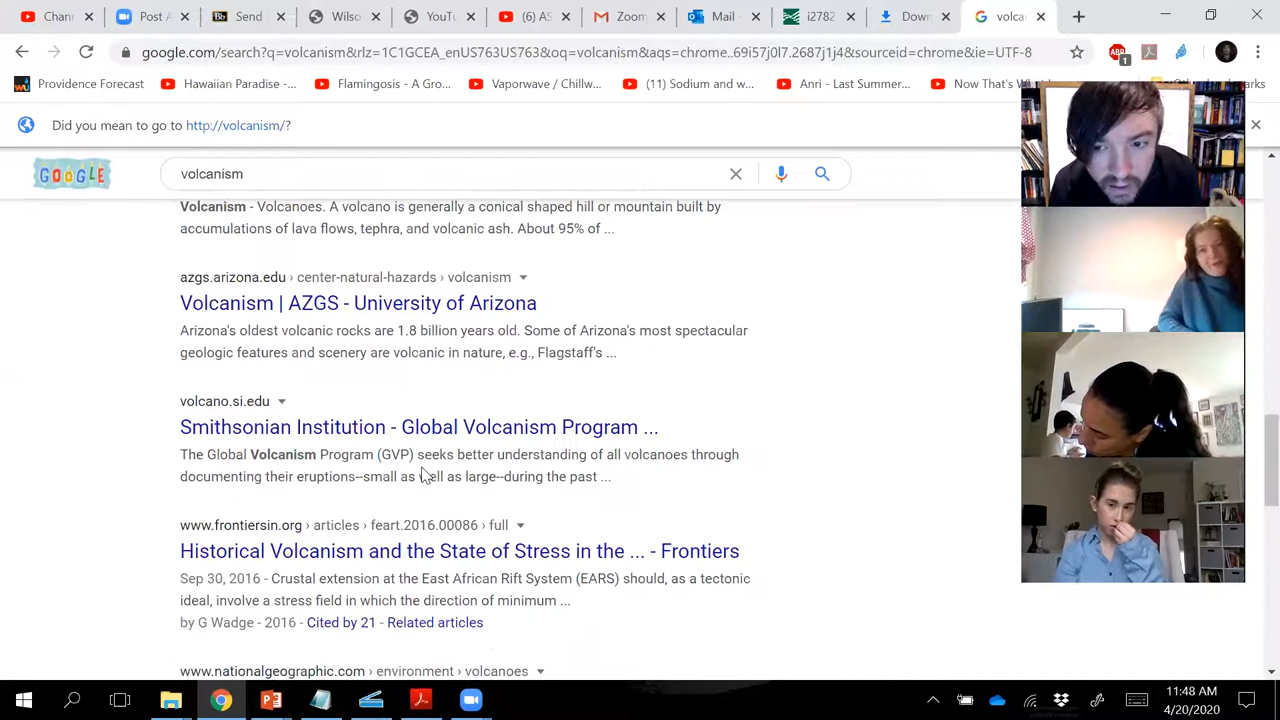 Chann
Post A
Bb Send
Wilso
YouTu
(6) AS
Zoom
Mail -
i2782
Down
volca
google.com/search?q=volcanism&rlz=1C1GCEA_enUS763US763&oq=volcanism&aqs=chrome..69i57j0l7.2687j1j4&sourceid=chrome&ie=UTF-8
ABP
1
Providence Forecast
Hawaiian Paradise -...
Flamingosis - A Gro...
Vaporwave / Chillw...
(11) Sodium and w...
Anri - Last Summer...
Now That's Wh
Did you mean to go to http://volcanism/?
GOOGLE
volcanism
Volcanism - Volcanoes. A volcano is generally a conical shaped hill or mountain built by
accumulations of lava flows, tephra, and volcanic ash. About 95% of ...
azgs.arizona.edu › center-natural-hazards › volcanism
Volcanism | AZGS - University of Arizona
Arizona's oldest volcanic rocks are 1.8 billion years old. Some of Arizona's most spectacular
geologic features and scenery are volcanic in nature, e.g., Flagstaff's ...
volcano.si.edu
Smithsonian Institution - Global Volcanism Program ...
The Global Volcanism Program (GVP) seeks better understanding of all volcanoes through
documenting their eruptions--small as well as large--during the past ...
www.frontiersin.org › articles › feart.2016.00086 › full
Historical Volcanism and the State of Stress in the ... - Frontiers
Sep 30, 2016 - Crustal extension at the East African Rift System (EARS) should, as a tectonic
ideal, involve a stress field in which the direction of minimum ...
by G Wadge - 2016 - Cited by 21 - Related articles
www.nationalgeographic.com › environment › volcanoes
11:48 AM
4/20/2020